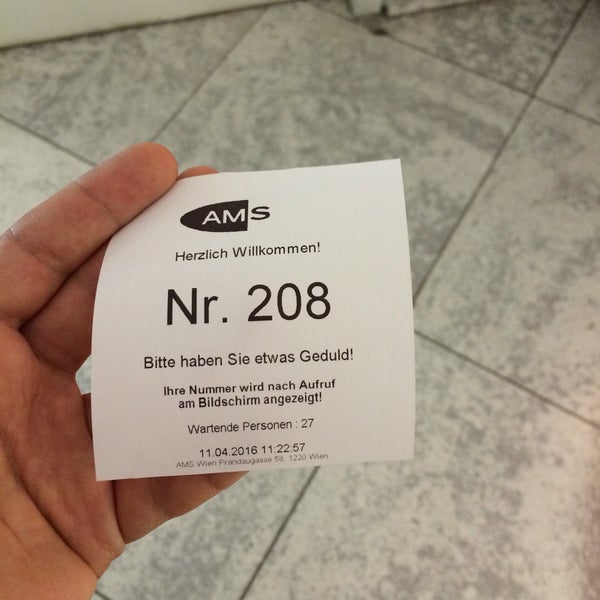 AMS
Herzlich Willkommen!
Nr. 208
Bitte haben Sie etwas Geduld!
Ihre Nummer wird nach Aufruf
am Bildschirm angezeigt!
Wartende Personen : 27
11.04.2016 11:22:57
AMS Wien Prandaugasse 58, 1220 Wien